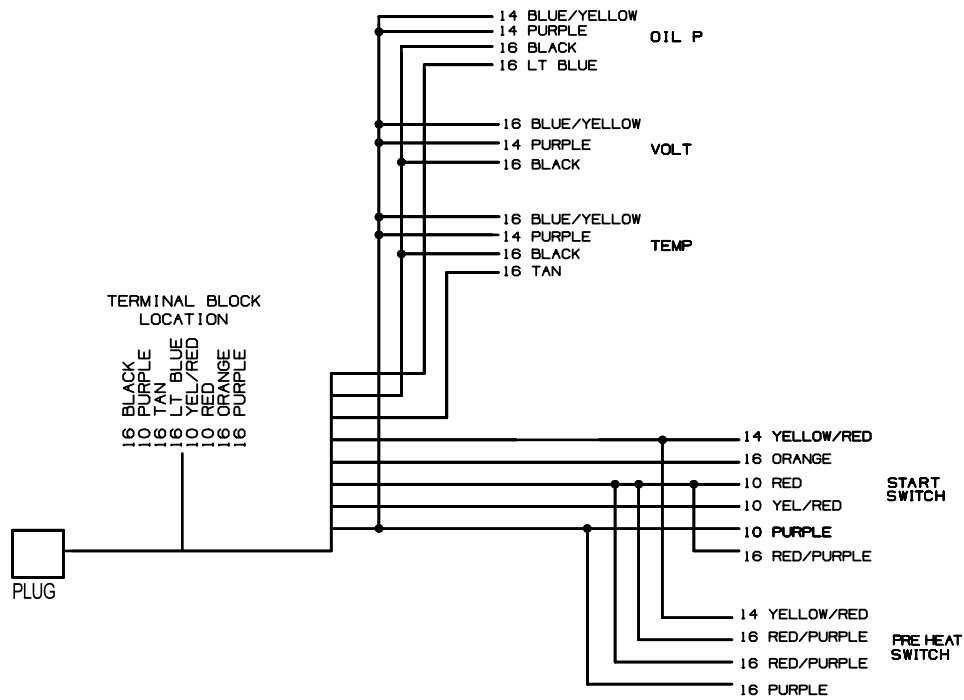 14 BLUE/YELLOW
14 PURPLE
16 BLACK
16 LT BLUE
OIL P
16 BLUE/YELLOW
14 PURPLE
16 BLACK
VOLT
16 BLUE/YELLOW
14 PURPLE
16 BLACK
16 TAN
TEMP
TERMINAL BLOCK
LOCATION
16 BLACK
10 PURPLE
16 TAN
16 LT BLUE
10 YEL/RED
10 RED
16 ORANGE
16 PURPLE
14 YELLOW/RED
16 ORANGE
10 RED
10 YEL/RED
10 PURPLE
16 RED/PURPLE
START
SWITCH
PLUG
14 YELLOW/RED
16 RED/PURPLE
16 RED/PURPLE
16 PURPLE
PREHEAT
SWITCH